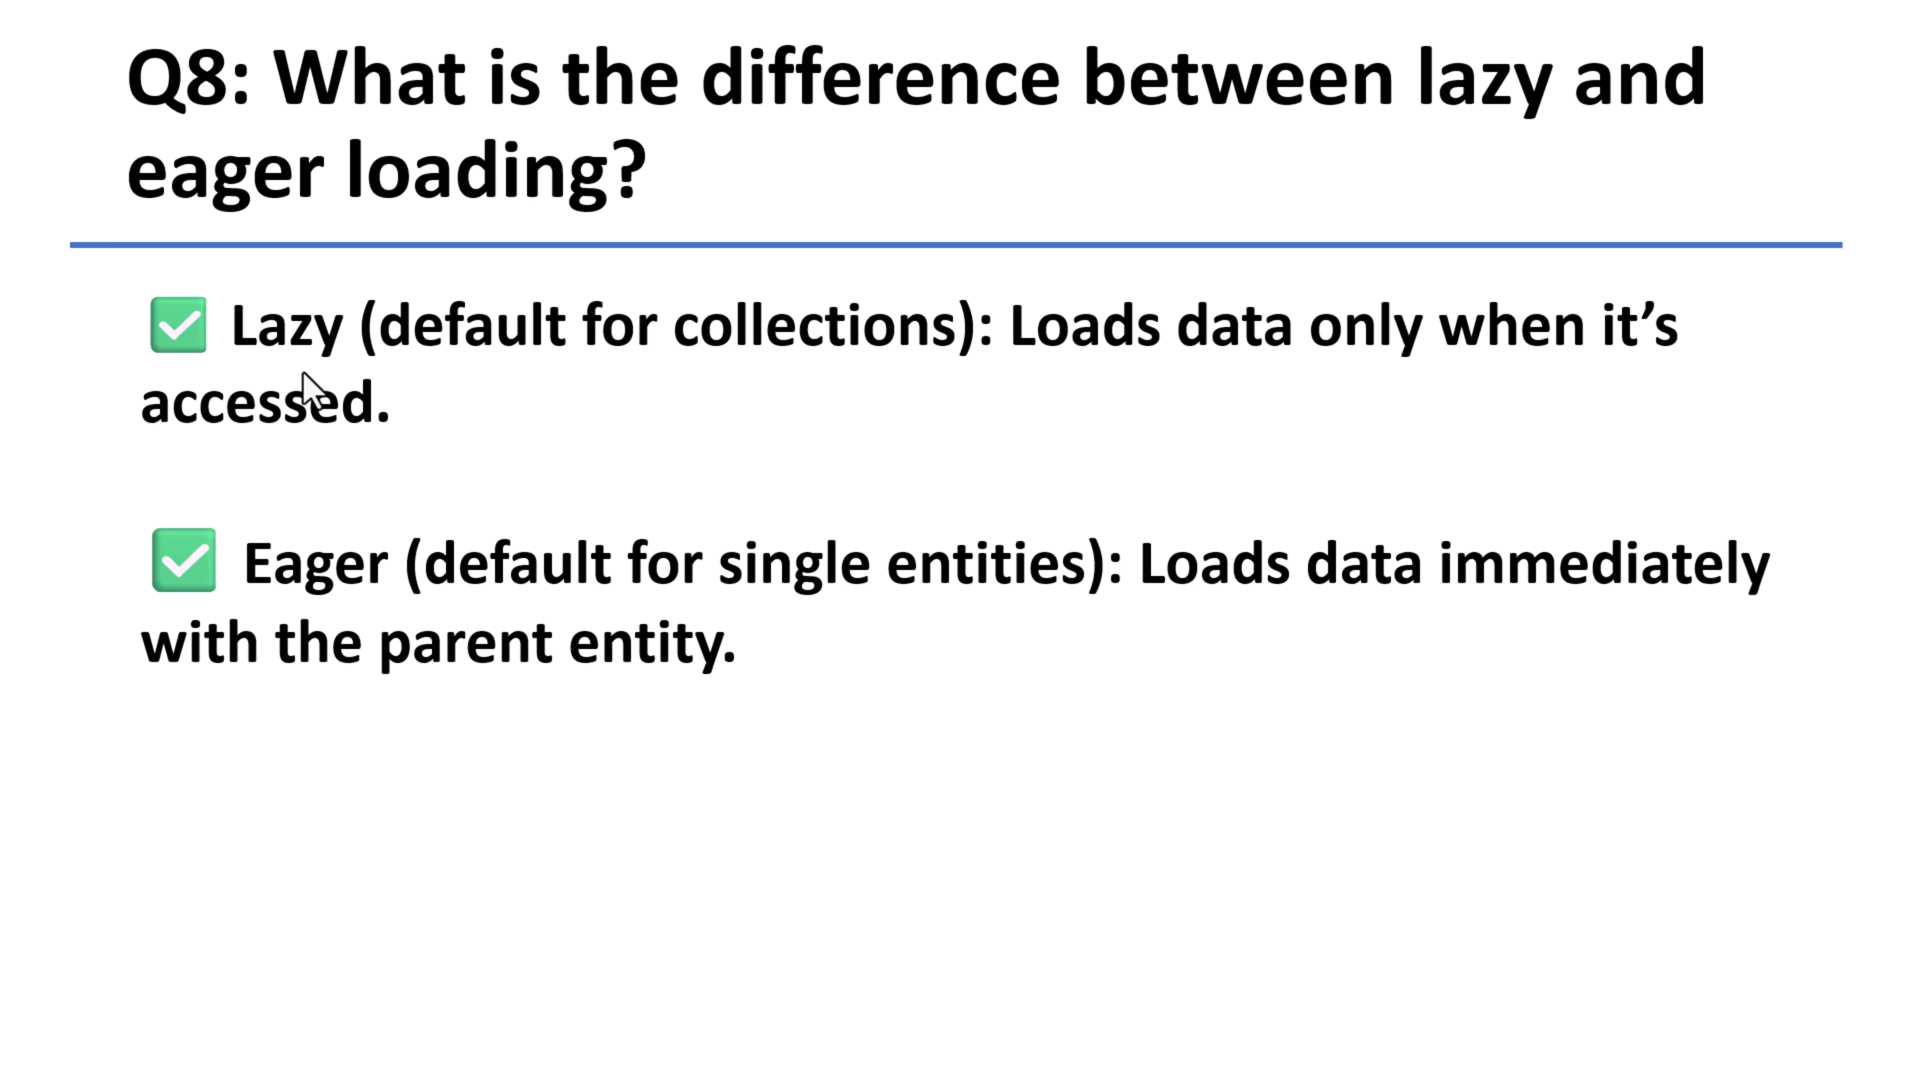 Q8: What is the difference between lazy and
eager loading?
✅ Lazy (default for collections): Loads data only when it’s
accessed.
✅ Eager (default for single entities): Loads data immediately
with the parent entity.